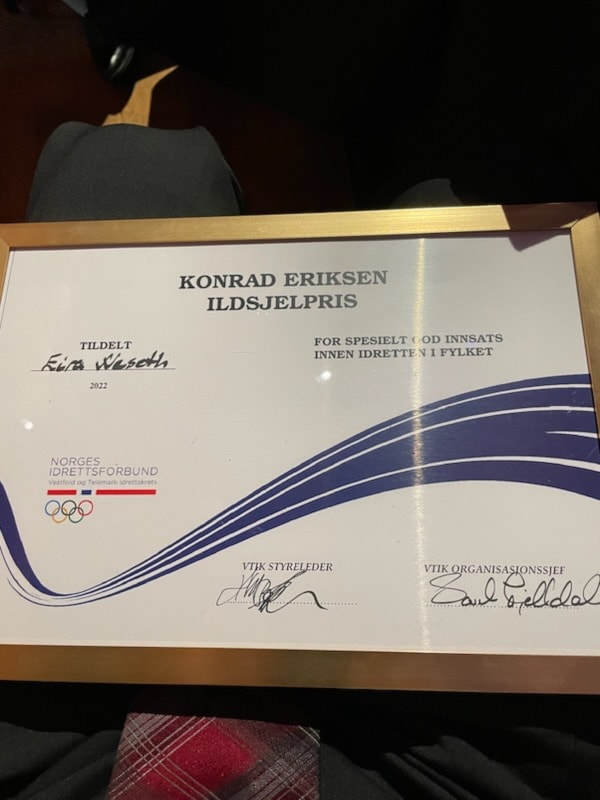 KONRAD ERIKSEN
ILDSJELPRIS
TILDELT
2022
FOR SPESIELT GOD INNSATS
INNEN IDRETTEN I FYLKET
NORGES
IDRETTSFORBUND
Vestfold og Telemark idrettskrets
VTIK STYRELEDER
VTIK ORGANISASJONSSJEF